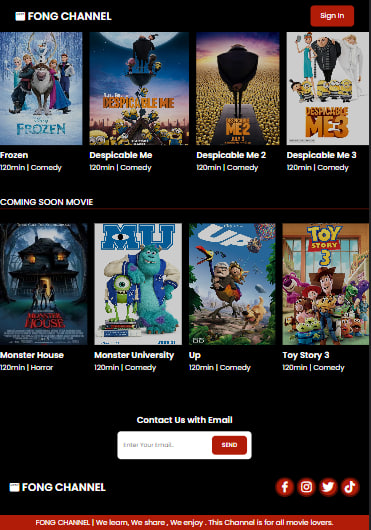 FONG CHANNEL
Sign In
FROZEN
DESPICABLE ME
DESPICABLE ME2
DESPICABLE ME3
Frozen
Despicable Me
Despicable Me 2
Despicable Me 3
120min | Comedy
120min | Comedy
120min | Comedy
120min | Comedy
COMING SOON MOVIE
MONSTER HOUSE
MU
UP
TOY STORY 3
Monster House
Monster University
Up
Toy Story 3
120min | Horror
120min | Comedy
120min | Comedy
120min | Comedy
Contact Us with Email
Enter Your Email..
SEND
FONG CHANNEL
FONG CHANNEL | We learn, We share , We enjoy . This Channel is for all movie lovers.